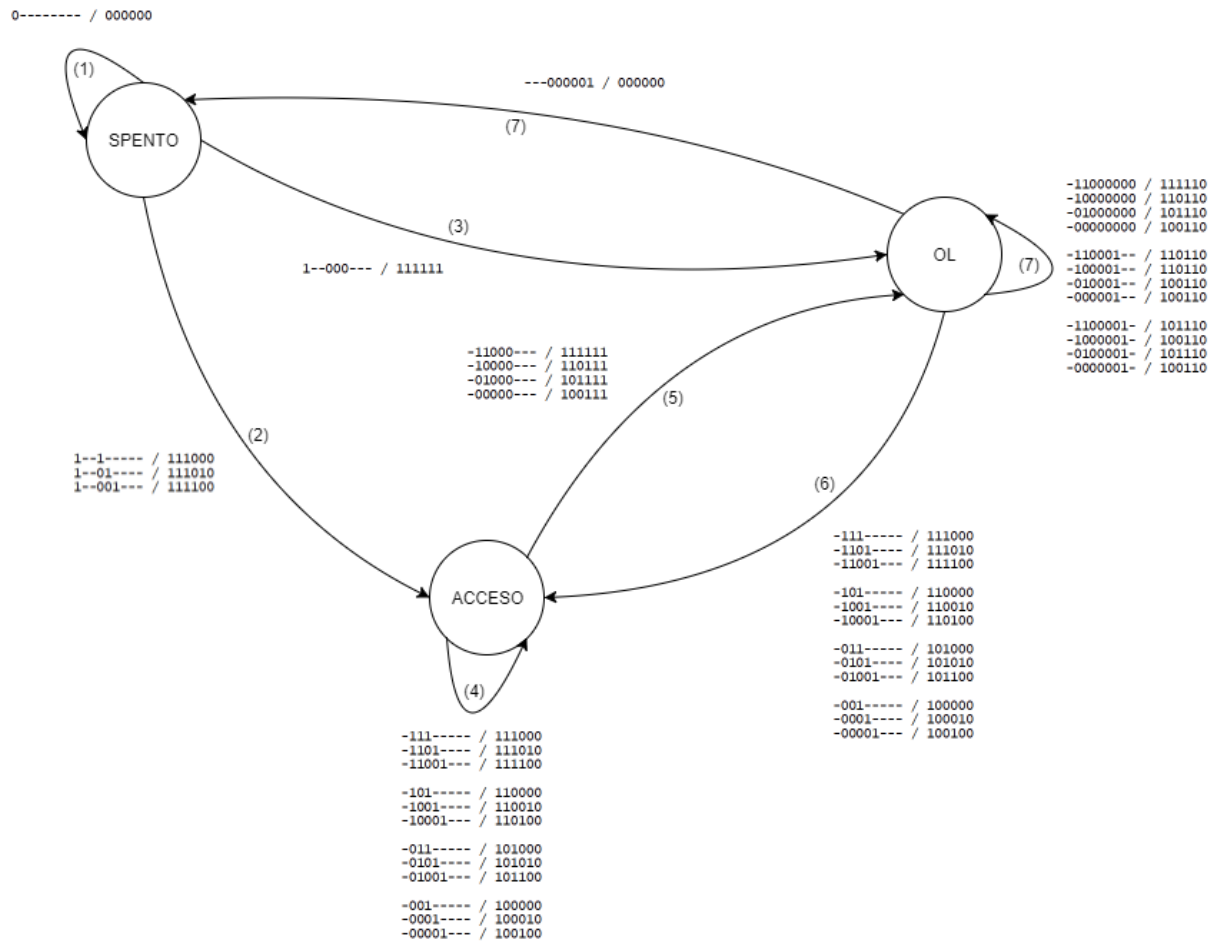 0-------- / 000000
(1)
SPENTO
---000001 / 000000
(7)
-11000000 / 111110
-10000000 / 110110
-01000000 / 101110
-00000000 / 100110
-110001-- / 110110
-100001-- / 110110
-010001-- / 100110
-000001-- / 100110
-1100001- / 101110
-1000001- / 100110
-0100001- / 101110
-0000001- / 100110
OL
(7)
(3)
1--000--- / 111111
-11000--- / 111111
-10000--- / 110111
-01000--- / 101111
-00000--- / 100111
(5)
(2)
1--1----- / 111000
1--01---- / 111010
1--001--- / 111100
(6)
-111----- / 111000
-1101---- / 111010
-11001--- / 111100
-101----- / 110000
-1001---- / 110010
-10001--- / 110100
-011----- / 101000
-0101---- / 101010
-01001--- / 101100
-001----- / 100000
-0001---- / 100010
-00001--- / 100100
ACCESO
(4)
-111----- / 111000
-1101---- / 111010
-11001--- / 111100
-101----- / 110000
-1001---- / 110010
-10001--- / 110100
-011----- / 101000
-0101---- / 101010
-01001--- / 101100
-001----- / 100000
-0001---- / 100010
-00001--- / 100100